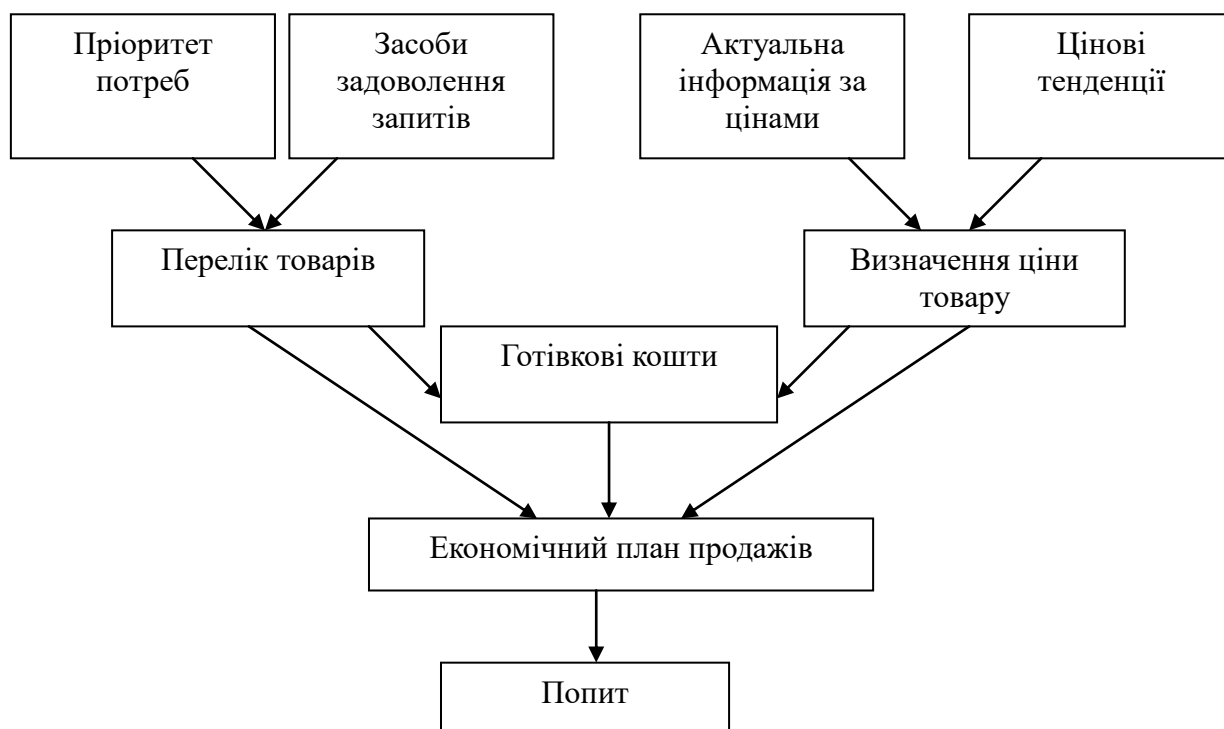 Пріоритет
потреб
Засоби
задоволення
запитів
Актуальна
інформація за
цінами
Цінові
тенденції
Перелік товарів
Визначення ціни
товару
Готівкові кошти
Економічний план продажів
Попит